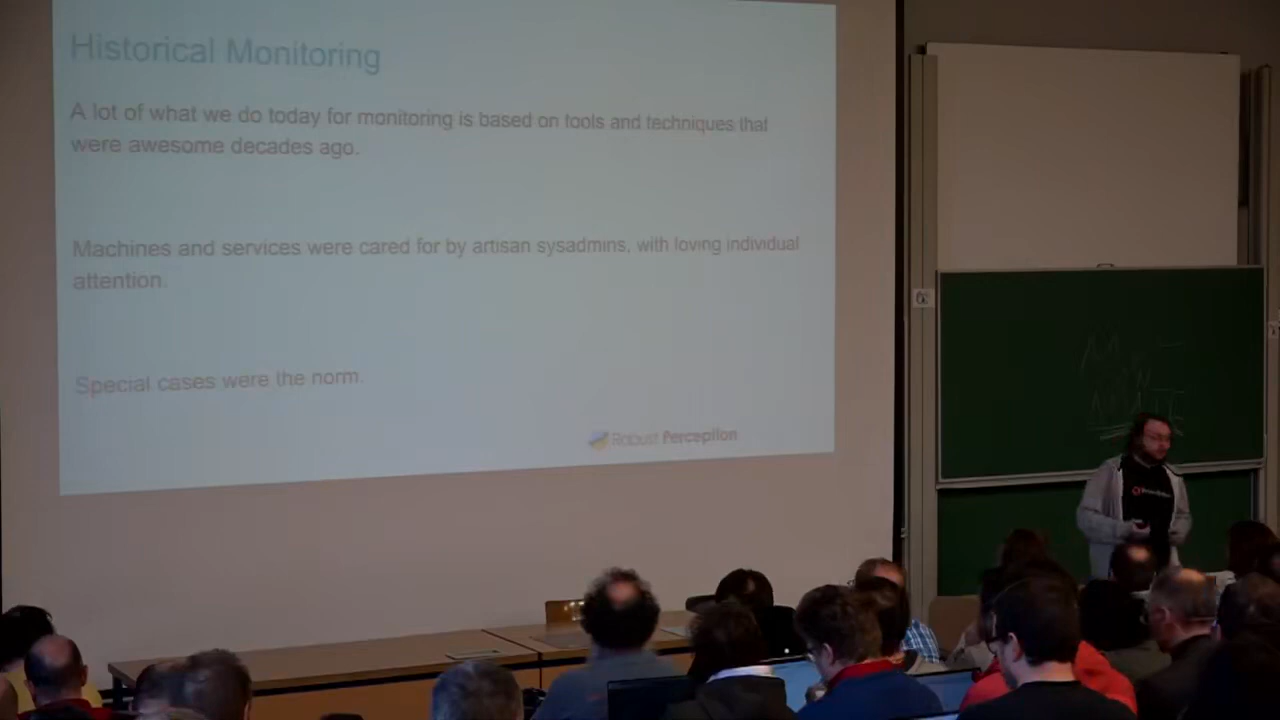 Historical Monitoring
A lot of what we do today for monitoring is based on tools and techniques that
were awesome decades ago.
Machines and services were cared for by artisan sysadmins, with loving individual
attention.
Special cases were the norm.
Robust Perception